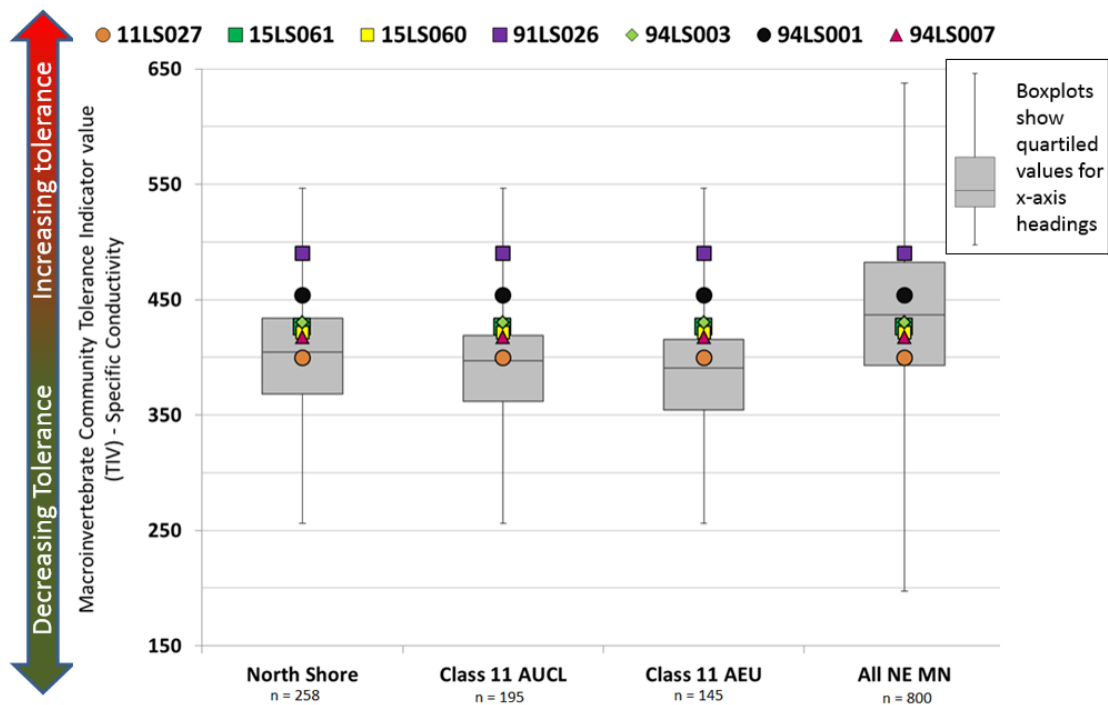 11LS027 15LS061 15LS060 91LS026 94LS003 94LS001 94LS007
Increasing tolerance
Decreasing Tolerance
Macroinvertebrate Community Tolerance Indicator value
(TIV) - Specific Conductivity
650
550
450
350
250
150
Boxplots
show
quartiled
values for
x-axis
headings
North Shore Class 11 AUCL Class 11 AEU All NE MN
n = 258 n = 195 n = 145 n = 800